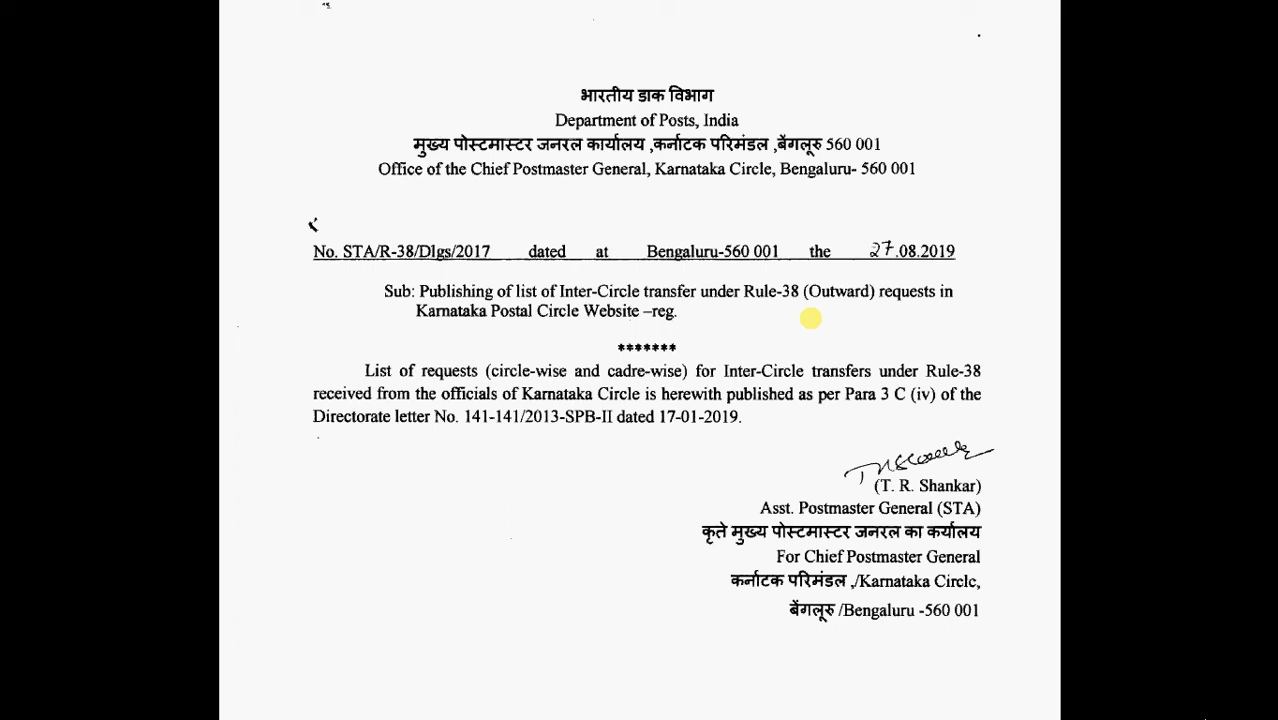 भारतीय डाक विभाग
Department of Posts, India
मुख्य पोस्टमास्टर जनरल कार्यालय ,कर्नाटक परिमंडल ,बेंगलूरु 560 001
Office of the Chief Postmaster General, Karnataka Circle, Bengaluru- 560 001
No. STA/R-38/Dlgs/2017 dated at Bengaluru-560 001 the 27.08.2019
Sub: Publishing of list of Inter-Circle transfer under Rule-38 (Outward) requests in
Karnataka Postal Circle Website –reg.
*******
List of requests (circle-wise and cadre-wise) for Inter-Circle transfers under Rule-38
received from the officials of Karnataka Circle is herewith published as per Para 3 C (iv) of the
Directorate letter No. 141-141/2013-SPB-II dated 17-01-2019.
(T. R. Shankar)
Asst. Postmaster General (STA)
कृते मुख्य पोस्टमास्टर जनरल का कर्यालय
For Chief Postmaster General
कर्नाटक परिमंडल ,/Karnataka Circle,
बेंगलूरु /Bengaluru -560 001